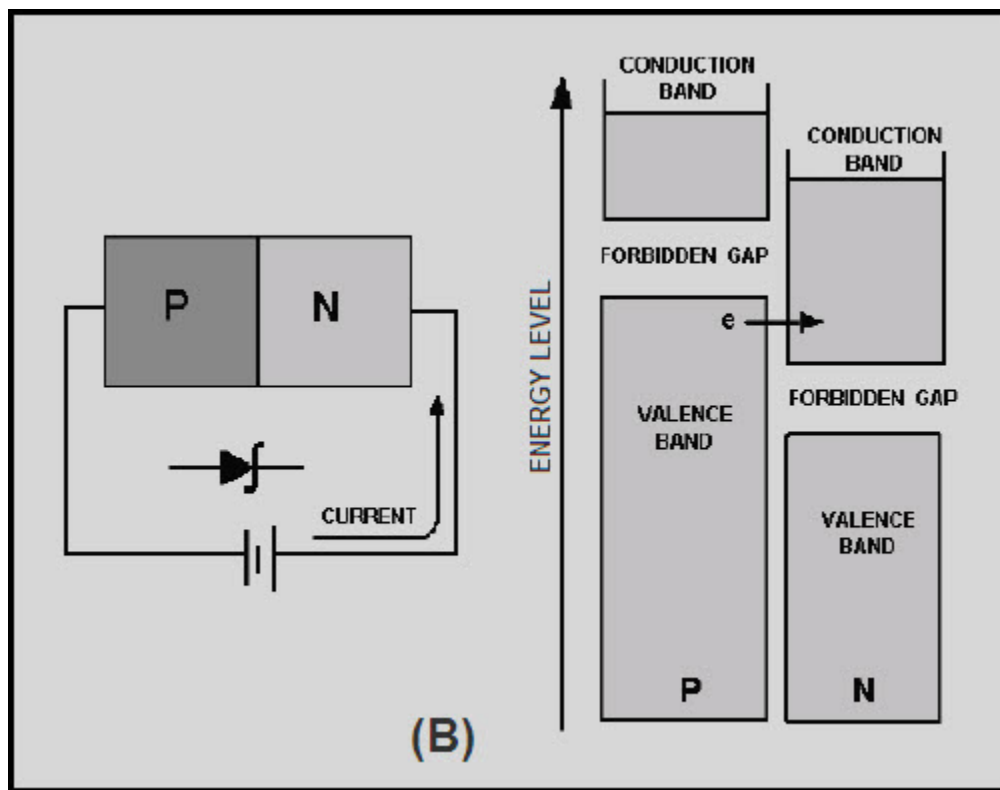 P
N
CURRENT
(B)
ENERGY LEVEL
CONDUCTION
BAND
FORBIDDEN GAP
e
VALENCE
BAND
P
CONDUCTION
BAND
FORBIDDEN GAP
VALENCE
BAND
N